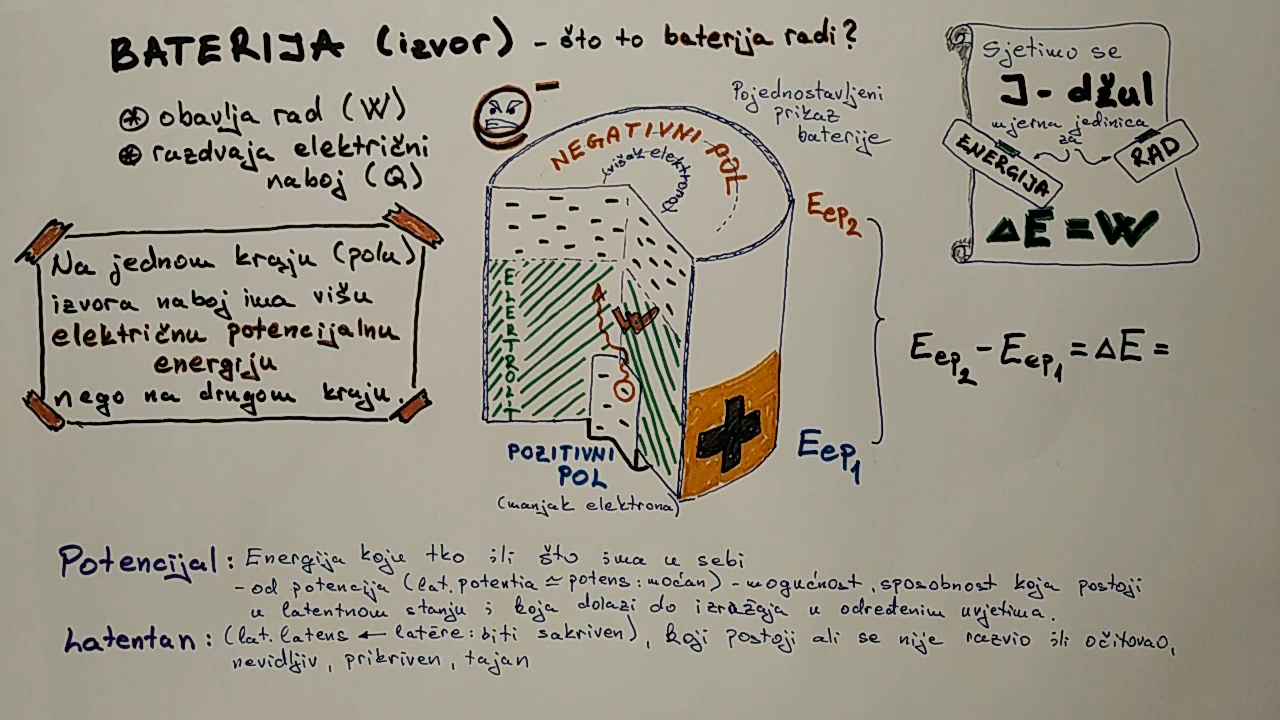 BATERIJA (izvor) - što to baterija radi?
⊛ obavlja rad (W)
⊛ razdvaja električni
naboj (Q)
Na jednom kraju (polu)
izvora naboj ima višu
električnu potencijalnu
energiju
nego na drugom kraju.
-
NEGATIVNI POL
(višak elektrona)
Pojednostavljeni
prikaz
baterije
ELEKTROLIT
W
+
POZITIVNI
POL
(manjak elektrona)
Eep₂
Eep₁
Sjetimo se
J - džul
mjerna jedinica
za
ENERGIJA
RAD
ΔE = W
Eep₂ - Eep₁ = ΔE =
Potencijal: Energija koju tko ili što ima u sebi
- od potencija (lat. potentia ≃ potens: moćan) - mogućnost, sposobnost koja postoji
u latentnom stanju i koja dolazi do izražaja u određenim uvjetima.
Latentan: (lat. latens ← latēre: biti sakriven), koji postoji ali se nije razvio ili očitovao,
nevidljiv, prikriven, tajan